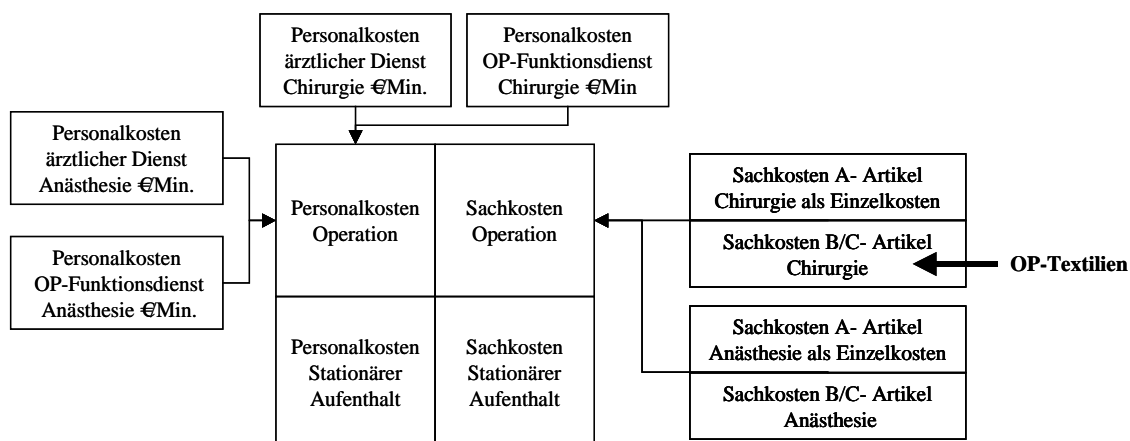 Personalkosten
ärztlicher Dienst
Chirurgie €/Min.
Personalkosten
OP-Funktionsdienst
Chirurgie €/Min
Personalkosten
ärztlicher Dienst
Anästhesie €/Min.
Personalkosten
OP-Funktionsdienst
Anästhesie €/Min.
Personalkosten
Operation
Sachkosten
Operation
Personalkosten
Stationärer
Aufenthalt
Sachkosten
Stationärer
Aufenthalt
Sachkosten A- Artikel
Chirurgie als Einzelkosten
Sachkosten B/C- Artikel
Chirurgie
OP-Textilien
Sachkosten A- Artikel
Anästhesie als Einzelkosten
Sachkosten B/C- Artikel
Anästhesie